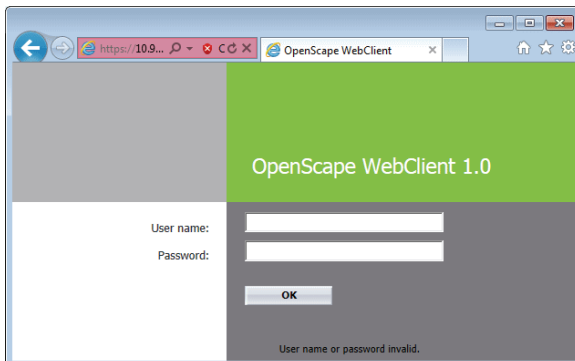 https://10.9...
OpenScape WebClient
OpenScape WebClient 1.0
User name:
Password:
OK
User name or password invalid.